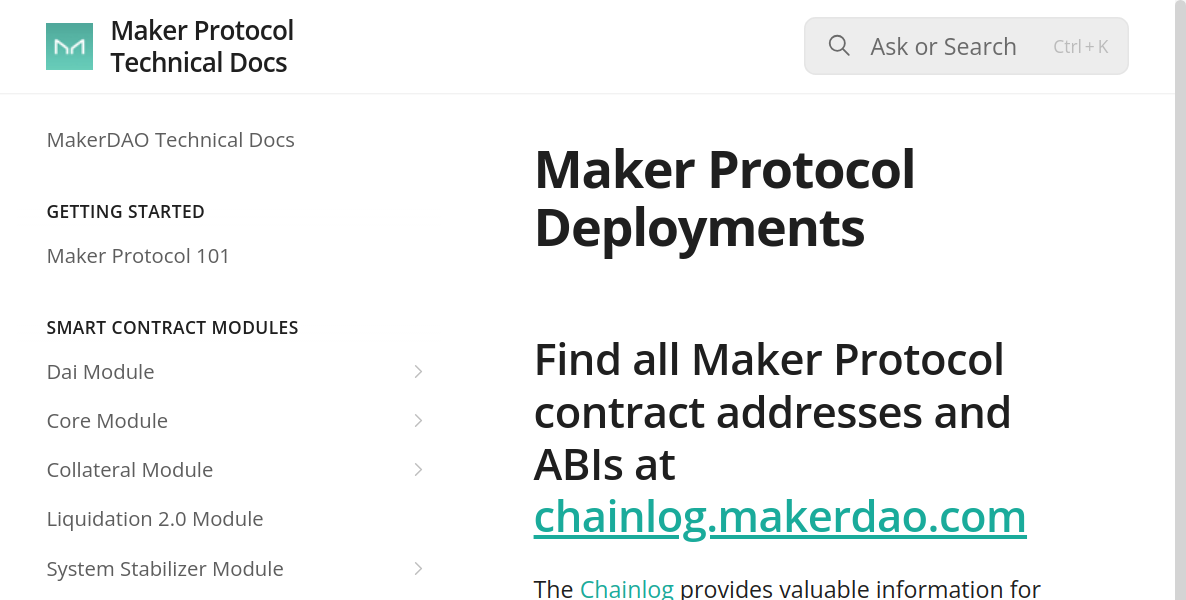 Maker Protocol
Technical Docs
Ask or Search
Ctrl + K
MakerDAO Technical Docs
GETTING STARTED
Maker Protocol 101
SMART CONTRACT MODULES
Dai Module
Core Module
Collateral Module
Liquidation 2.0 Module
System Stabilizer Module
Maker Protocol
Deployments
Find all Maker Protocol
contract addresses and
ABIs at
chainlog.makerdao.com
The Chainlog provides valuable information for